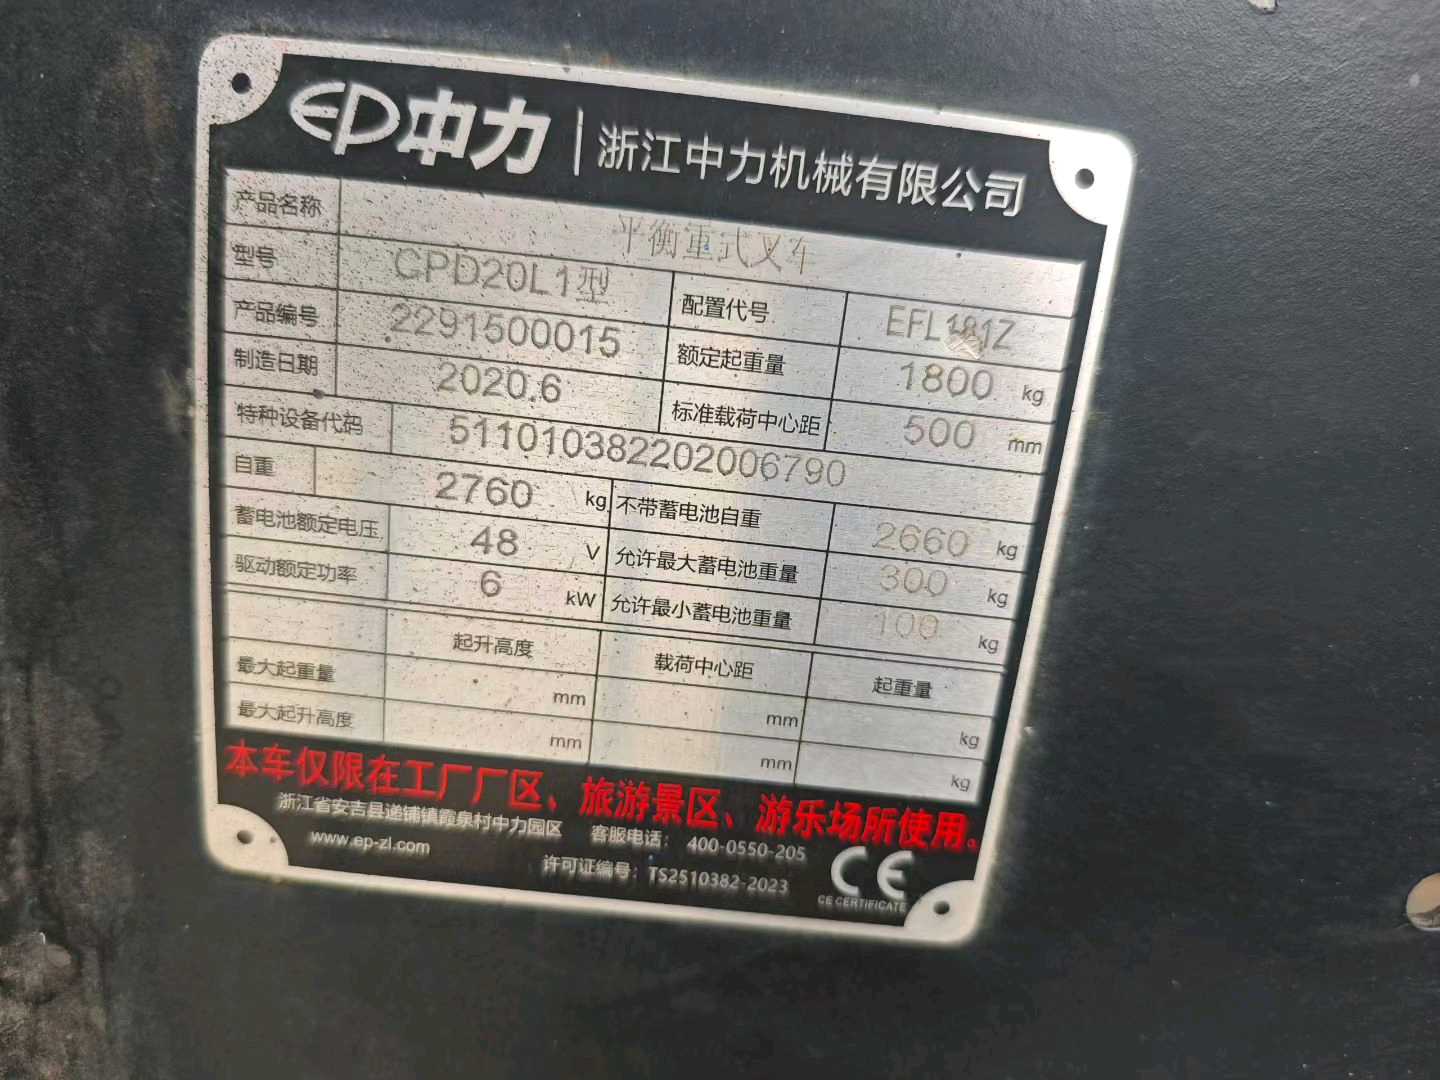 EP中力 | 浙江中力机械有限公司
产品名称 平衡重式叉车
型号 CPD20L1型 配置代号 EFL181Z
产品编号 2291500015 额定起重量 1800 kg
制造日期 2020.6 标准载荷中心距 500 mm
特种设备代码 511010382202006790
自重 2760 kg 不带蓄电池自重 2660 kg
蓄电池额定电压 48 V 允许最大蓄电池重量 300 kg
驱动额定功率 6 kW 允许最小蓄电池重量 100 kg
起升高度 载荷中心距 起重量
最大起重量 mm mm kg
最大起升高度 mm mm kg
本车仅限在工厂厂区、旅游景区、游乐场所使用。
浙江省安吉县递铺镇霞泉村中力园区 客服电话：400-0550-205
www.ep-zl.com 许可证编号：TS2510382-2023
CE
CE CERTIFICATE